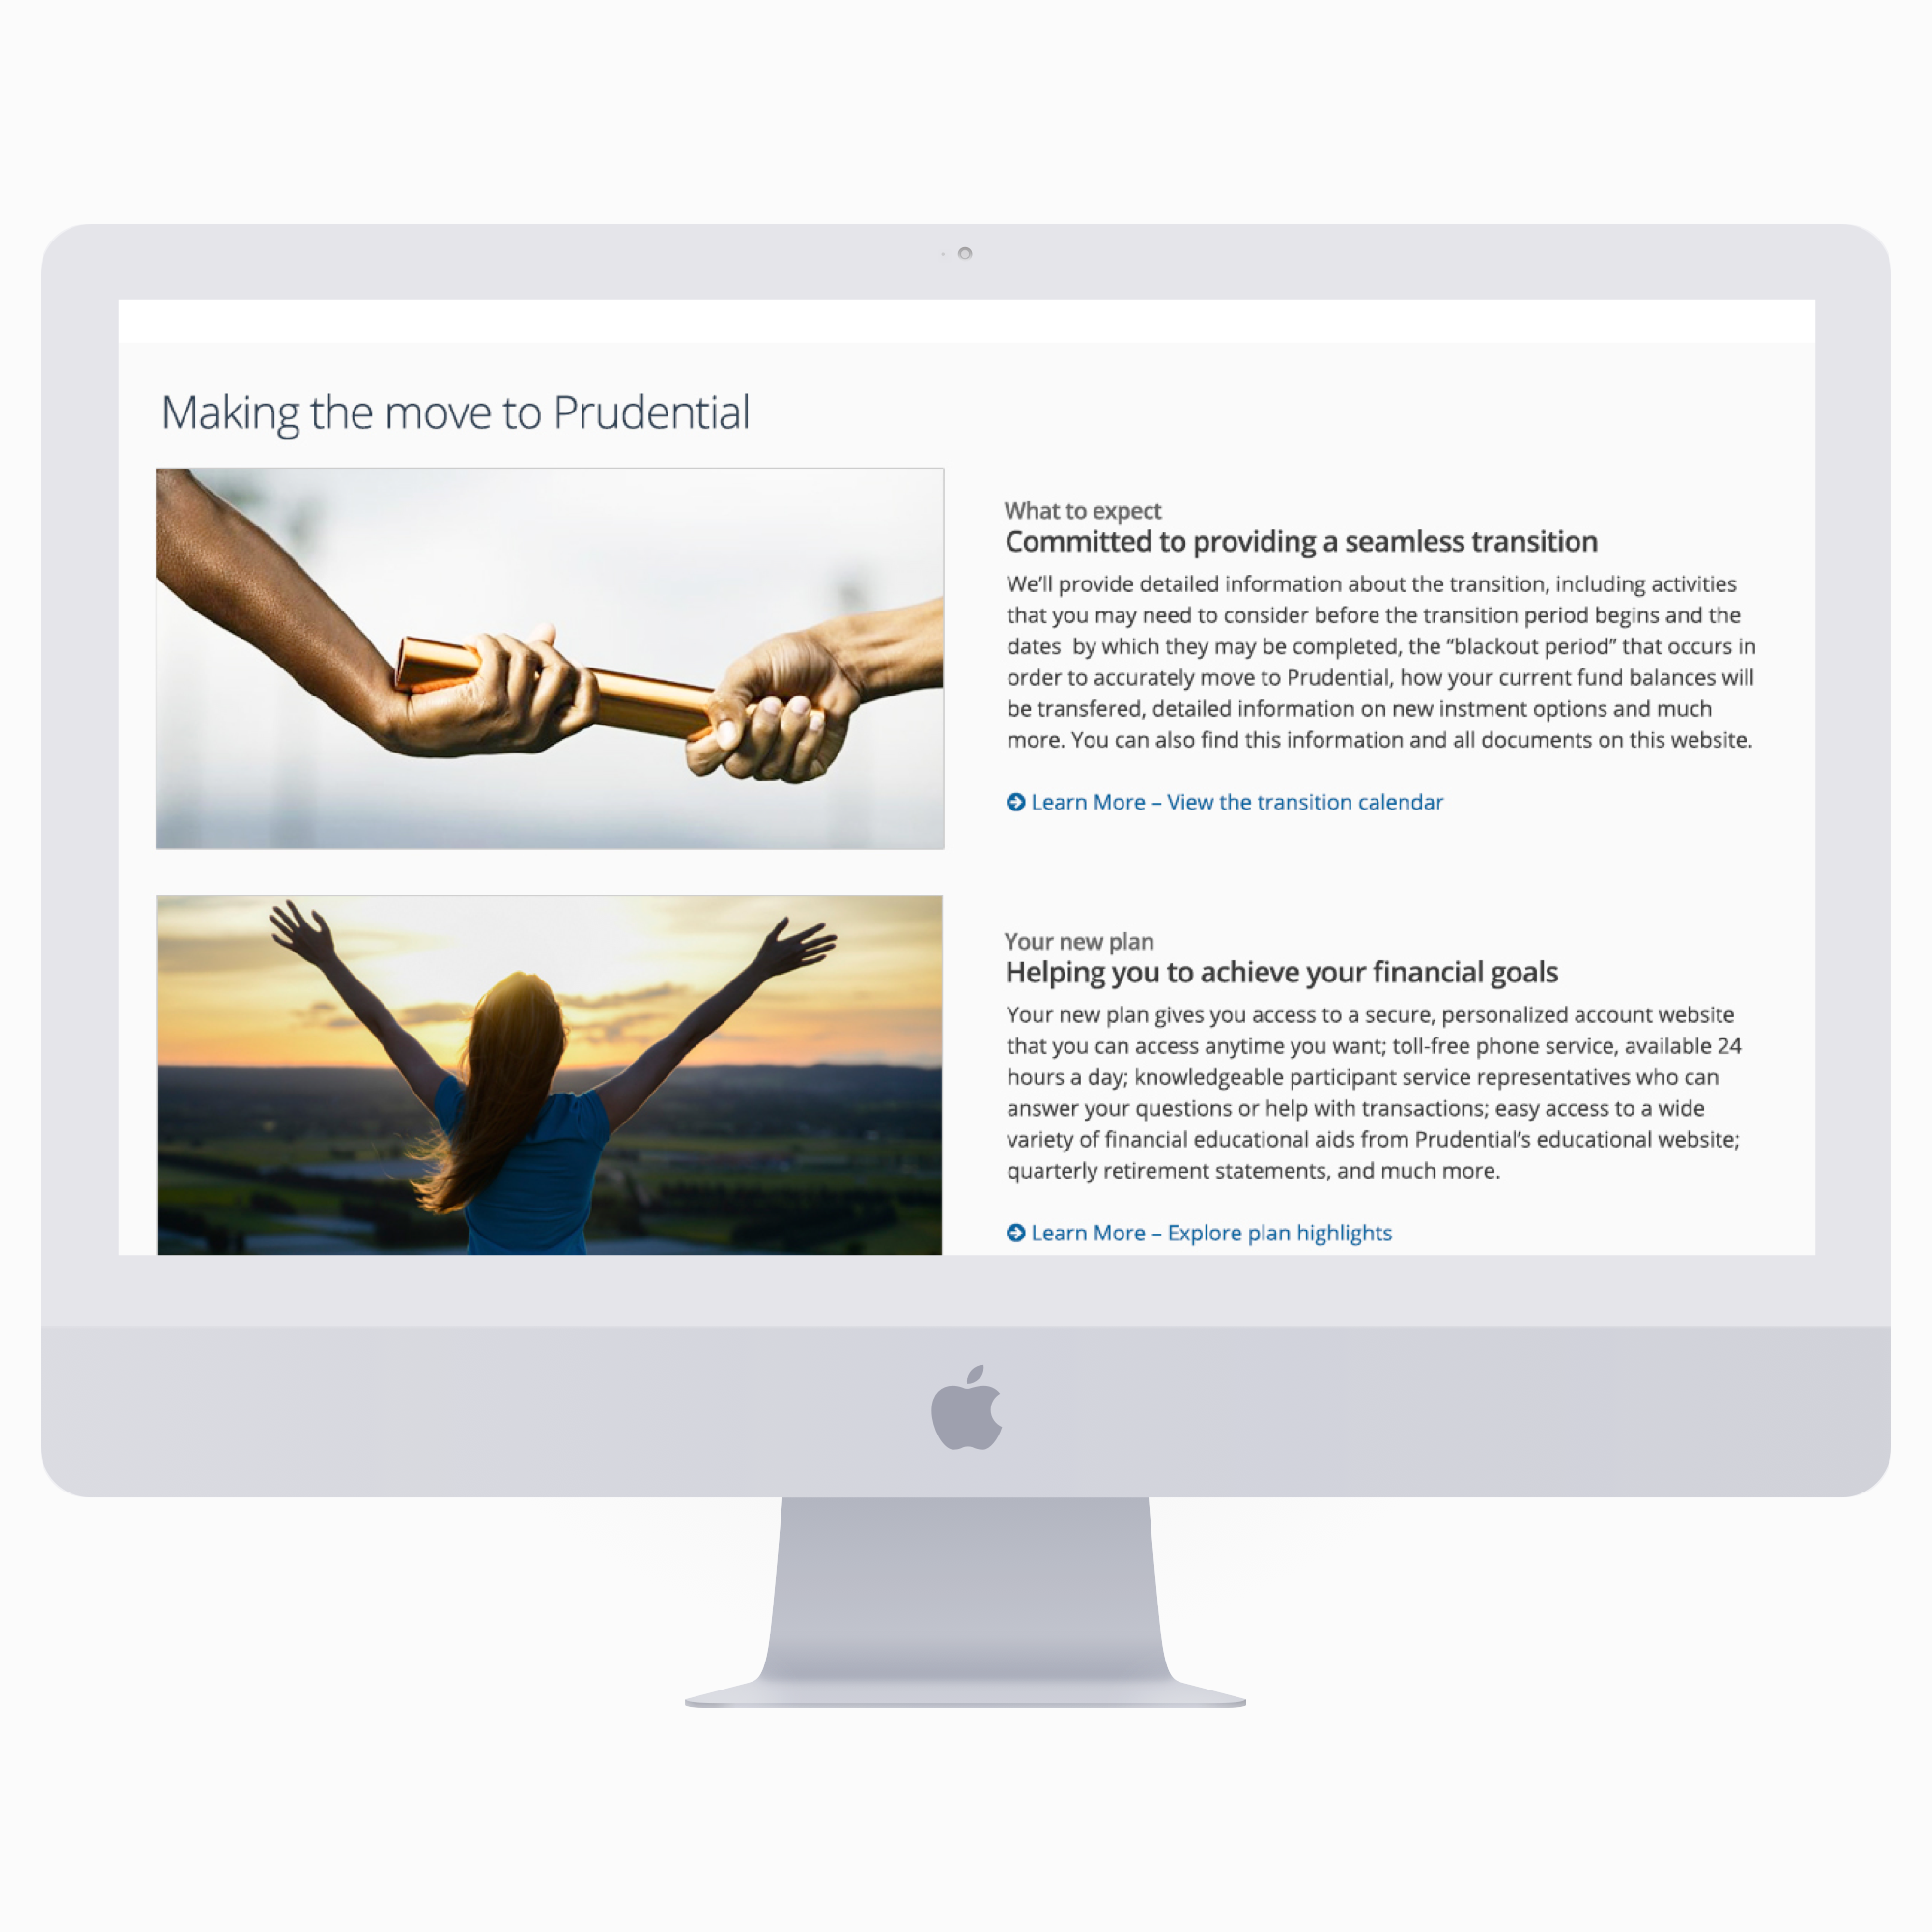 Making the move to Prudential
What to expect
Committed to providing a seamless transition
We’ll provide detailed information about the transition, including activities
that you may need to consider before the transition period begins and the
dates  by which they may be completed, the “blackout period” that occurs in
order to accurately move to Prudential, how your current fund balances will
be transfered, detailed information on new instment options and much
more. You can also find this information and all documents on this website.
Learn More – View the transition calendar
Your new plan
Helping you to achieve your financial goals
Your new plan gives you access to a secure, personalized account website
that you can access anytime you want; toll-free phone service, available 24
hours a day; knowledgeable participant service representatives who can
answer your questions or help with transactions; easy access to a wide
variety of financial educational aids from Prudential’s educational website;
quarterly retirement statements, and much more.
Learn More – Explore plan highlights